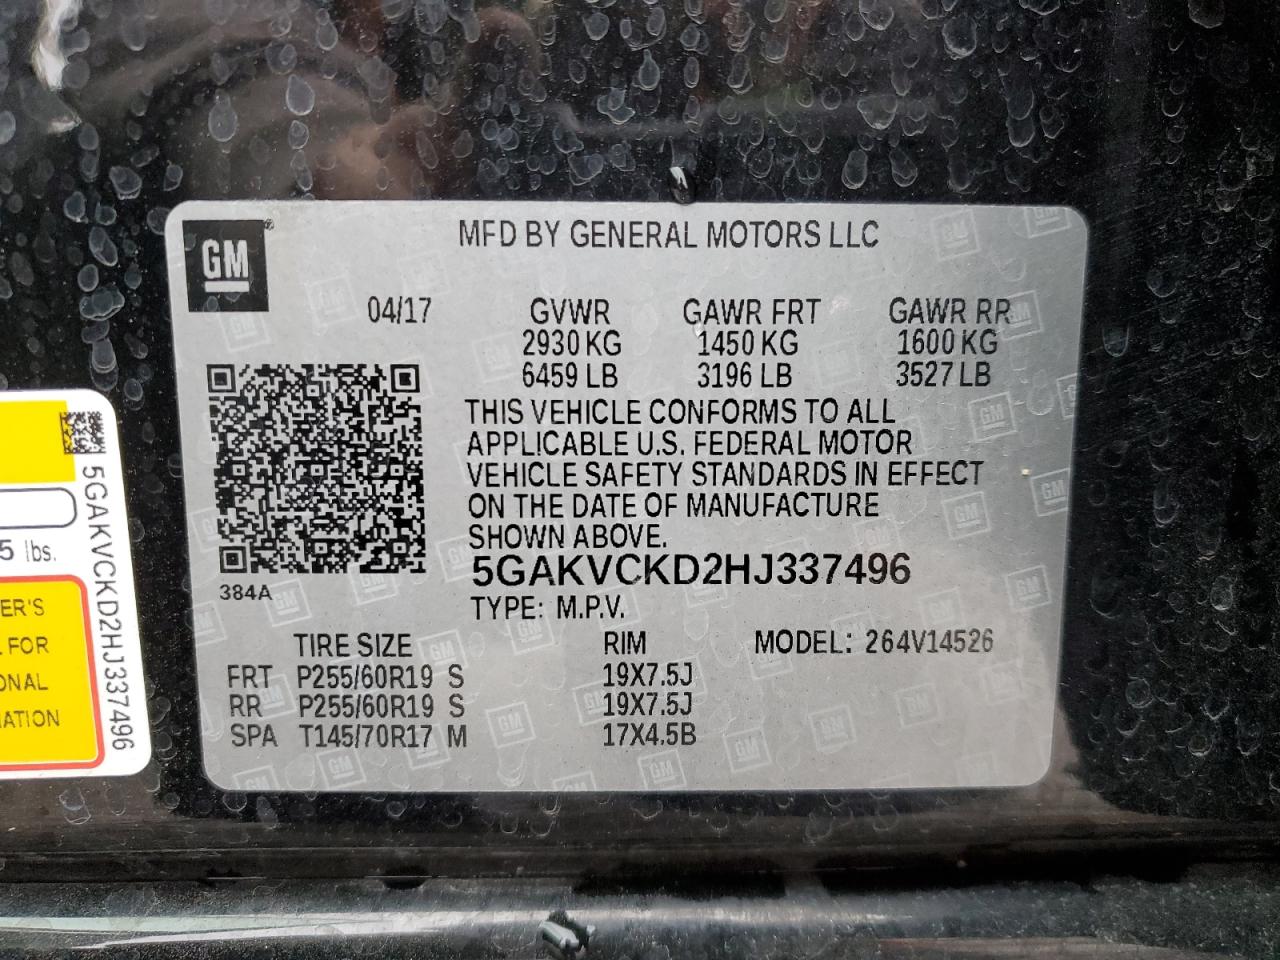 GM
MFD BY GENERAL MOTORS LLC
04/17 GVWR GAWR FRT GAWR RR
2930 KG 1450 KG 1600 KG
6459 LB 3196 LB 3527 LB
THIS VEHICLE CONFORMS TO ALL
APPLICABLE U.S. FEDERAL MOTOR
VEHICLE SAFETY STANDARDS IN EFFECT
ON THE DATE OF MANUFACTURE
SHOWN ABOVE.
5GAKVCKD2HJ337496
384A
TYPE: M.P.V.
TIRE SIZE RIM MODEL: 264V14526
FRT P255/60R19 S 19X7.5J
RR P255/60R19 S 19X7.5J
SPA T145/70R17 M 17X4.5B
5 lbs.
ER'S
FOR
ONAL
ATION
5GAKVCKD2HJ337496